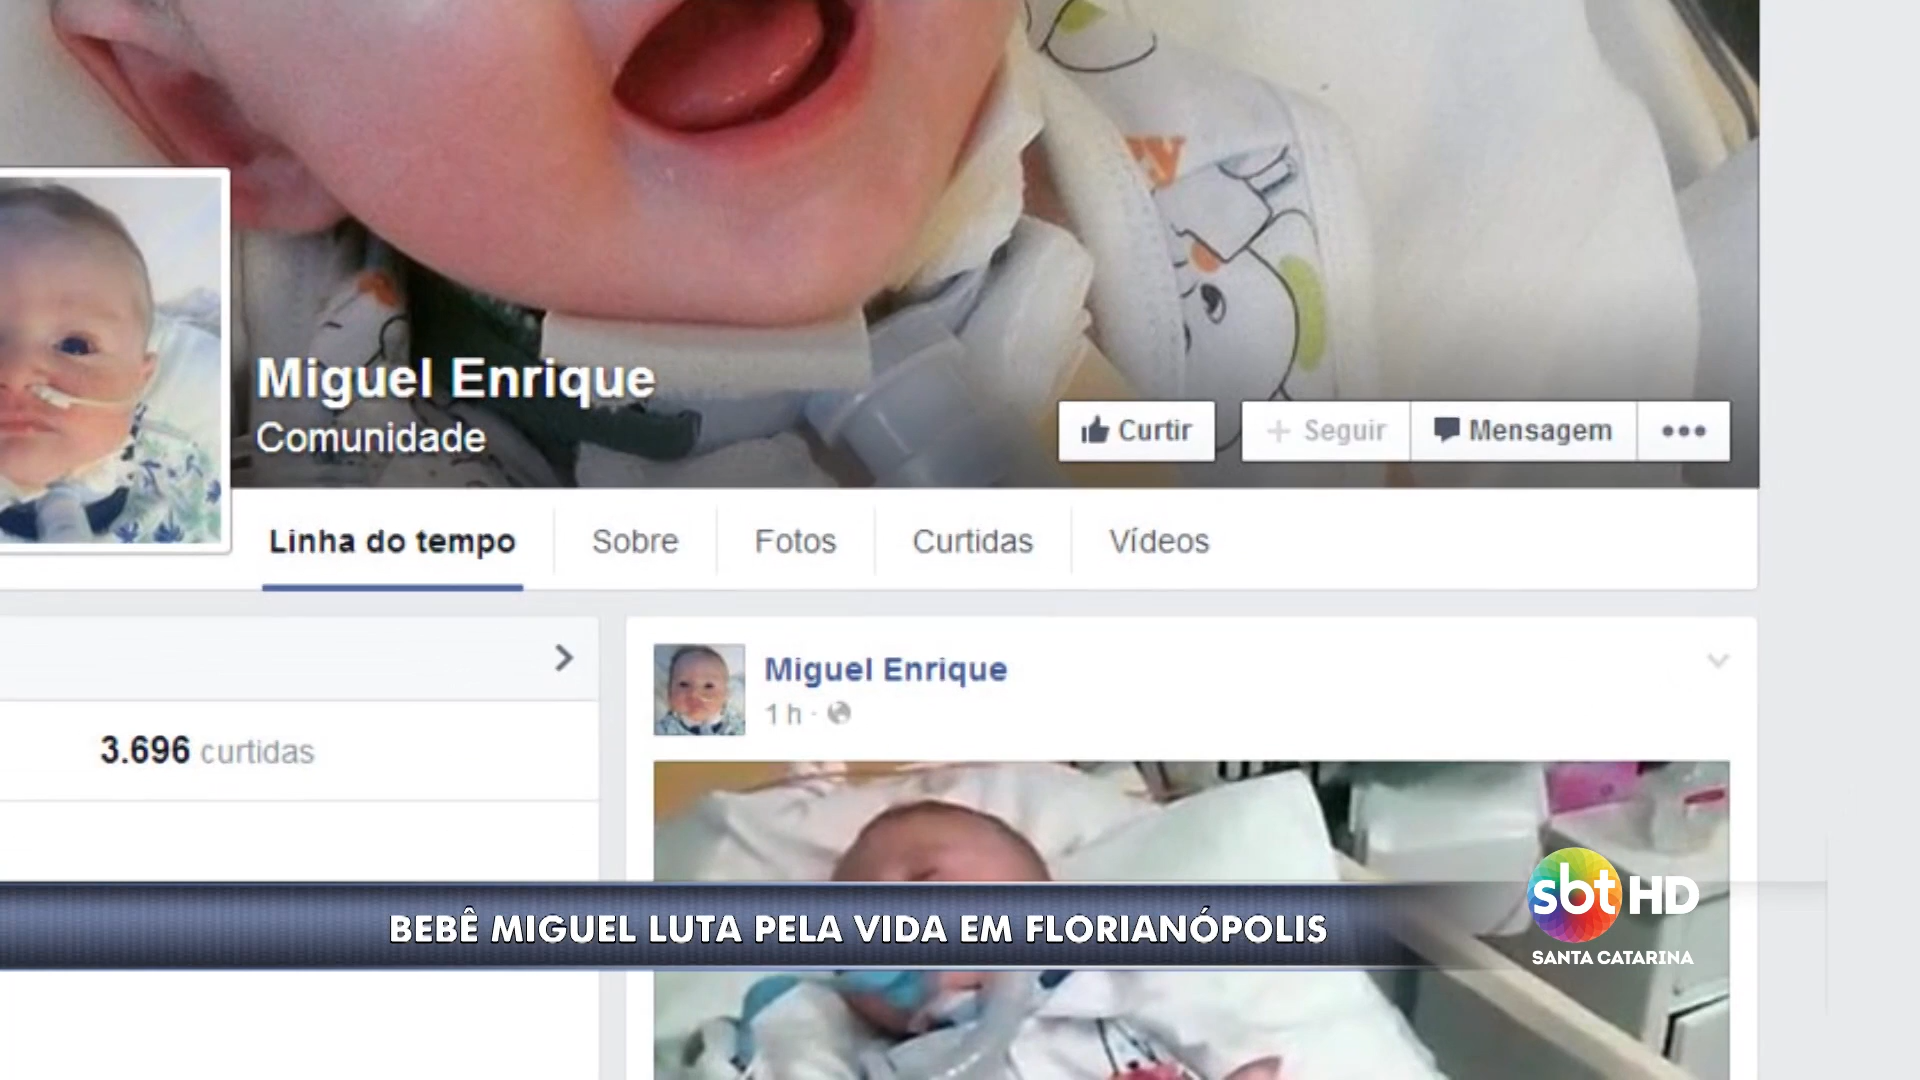 Miguel Enrique
Comunidade
Curtir
Seguir
Mensagem
Linha do tempo
Sobre
Fotos
Curtidas
Vídeos
Miguel Enrique
1 h
3.696 curtidas
BEBÊ MIGUEL LUTA PELA VIDA EM FLORIANÓPOLIS
sbt HD
SANTA CATARINA